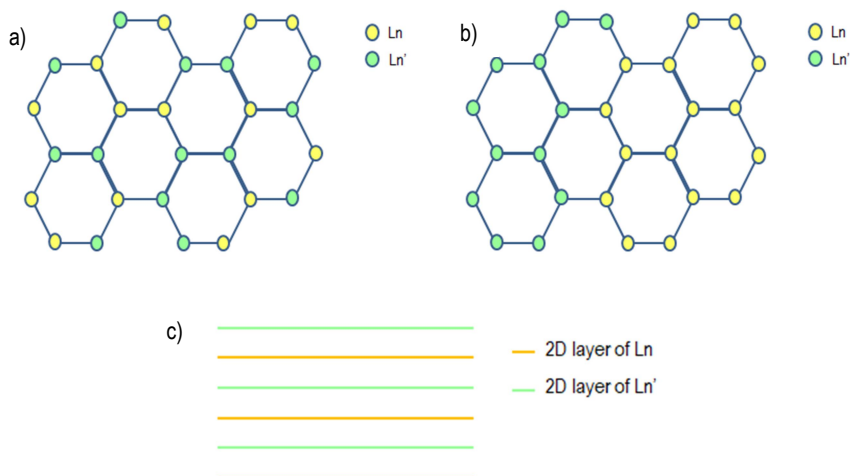 a)
Ln
Ln'
b)
Ln
Ln'
c)
2D layer of Ln
2D layer of Ln'